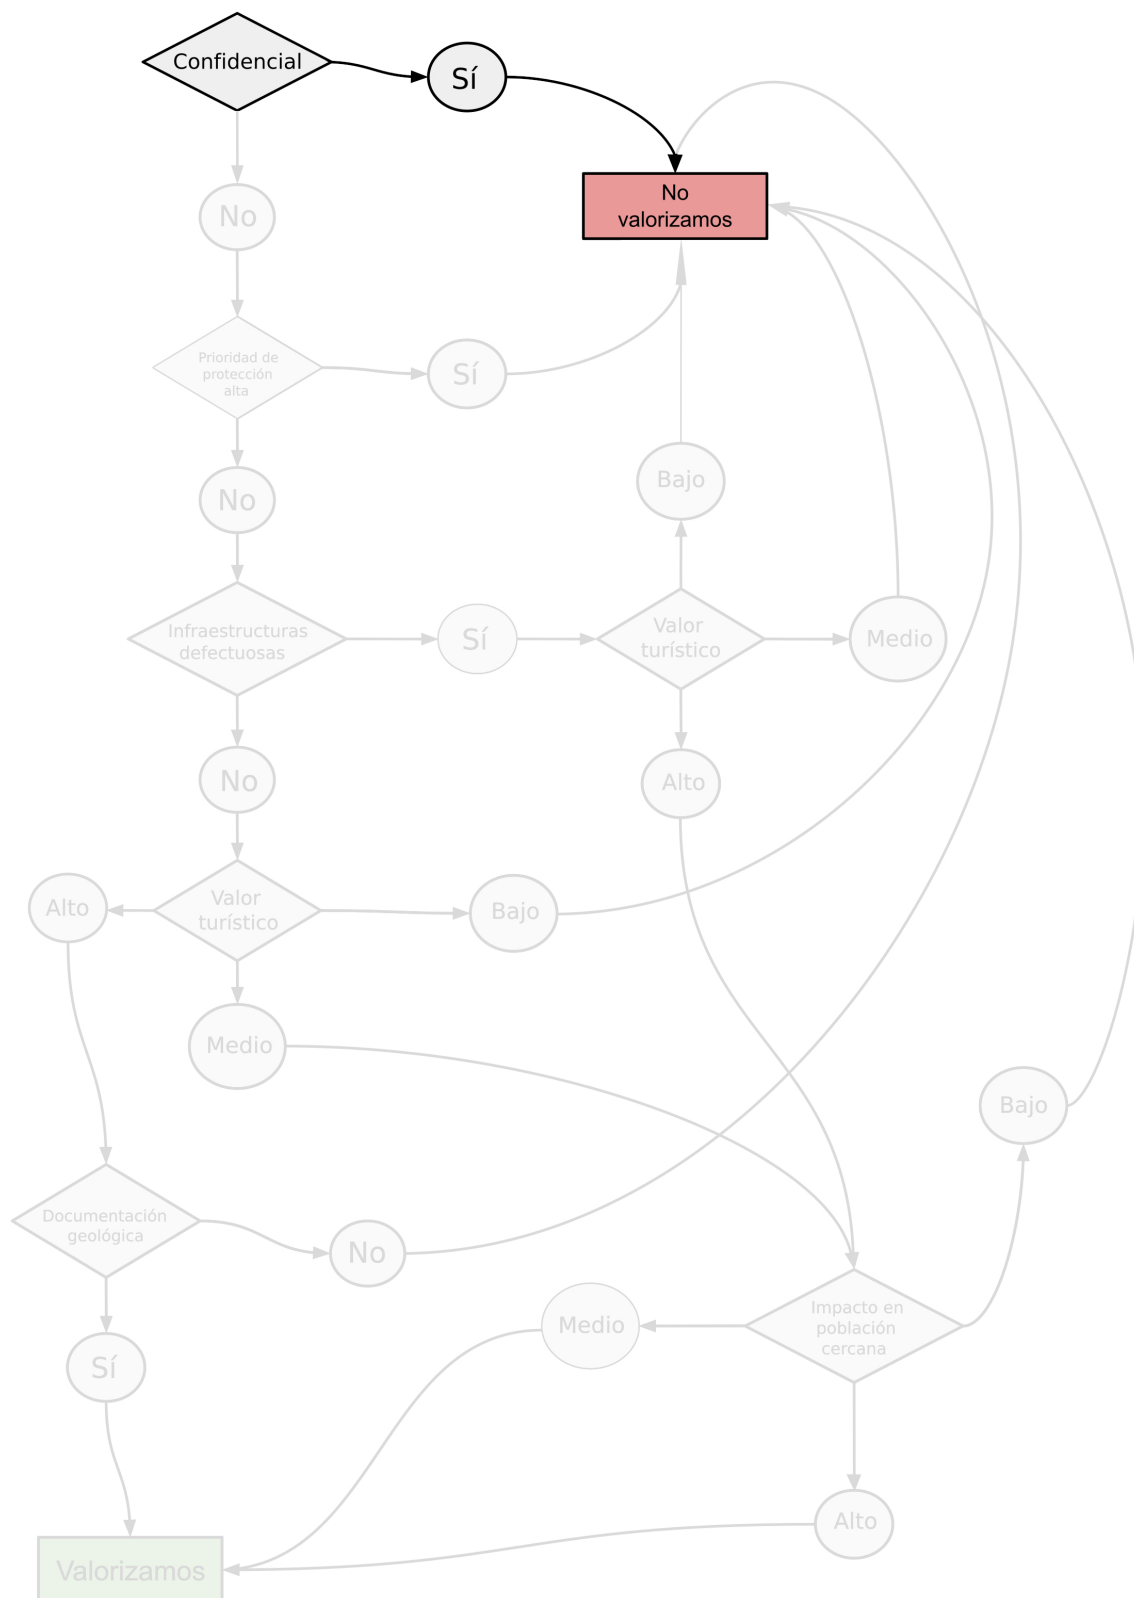 Confidencial
Sí
No
valorizamos
No
Prioridad de
protección
alta
Sí
No
Bajo
Infraestructuras
defectuosas
Sí
Valor
turístico
Medio
No
Alto
Alto
Valor
turístico
Bajo
Medio
Bajo
Documentación
geológica
No
Medio
Impacto en
población
cercana
Sí
Alto
Valorizamos